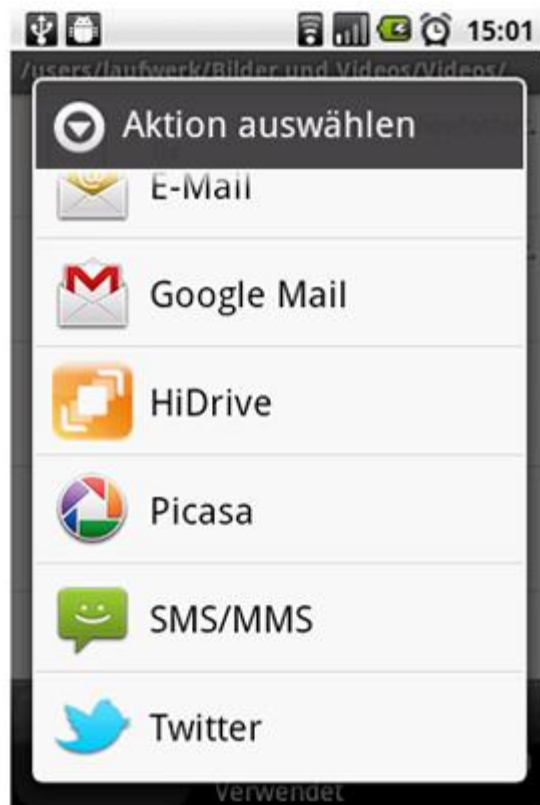 15:01
/users/laufwerk/Bilder und Videos/Videos/
Aktion auswählen
E-Mail
Google Mail
HiDrive
Picasa
SMS/MMS
Twitter
Verwendet